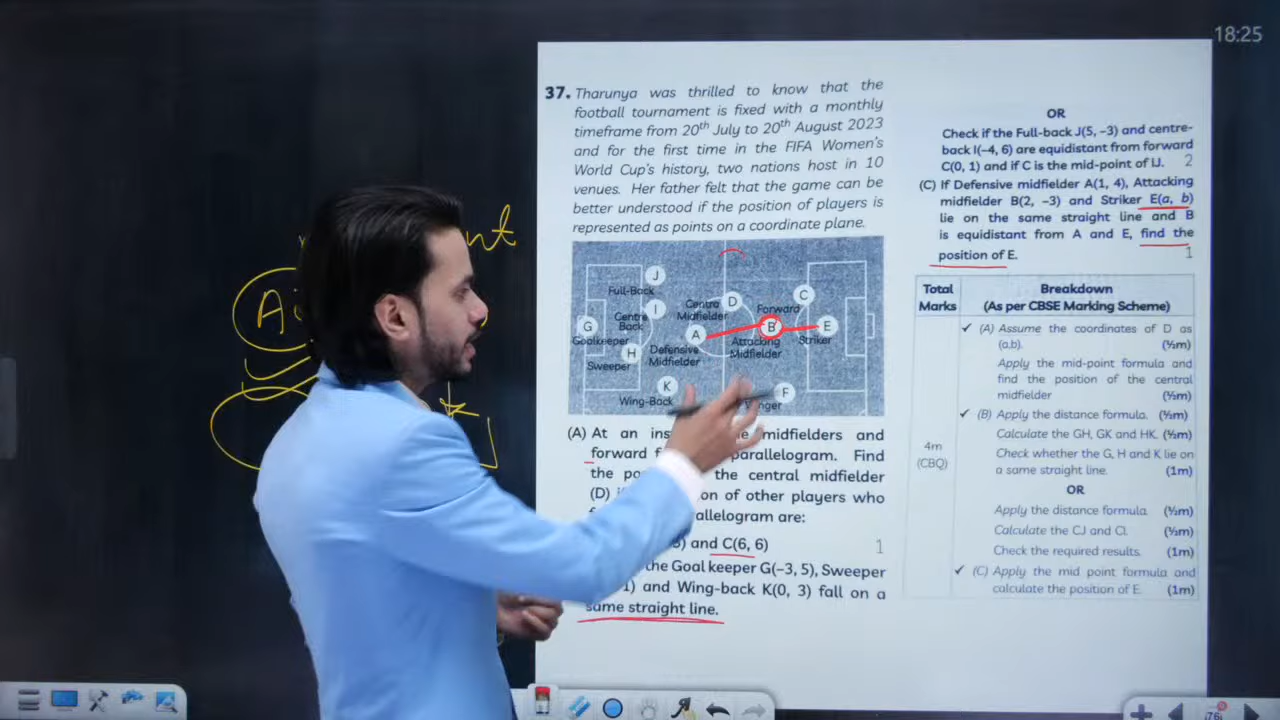 18:25
37. Tharunya was thrilled to know that the
football tournament is fixed with a monthly
timeframe from 20th July to 20th August 2023
and for the first time in the FIFA Women's
World Cup's history, two nations host in 10
venues. Her father felt that the game can be
better understood if the position of players is
represented as points on a coordinate plane.
J
Full-Back
I
Centre
Back
G
Goalkeeper
H
Sweeper
K
Wing-Back
D
Centre
Midfielder
A
Defensive
Midfielder
C
Forward
B
Attacking
Midfielder
E
Striker
F
(A) At an midfielders and
forward parallelogram. Find
the the central midfielder
(D) of other players who
are:
and C(6, 6) 1
the Goal keeper G(–3, 5), Sweeper
and Wing-back K(0, 3) fall on a
same straight line.
OR
Check if the Full-back J(5, –3) and centre-
back I(–4, 6) are equidistant from forward
C(0, 1) and if C is the mid-point of IJ. 2
(C) If Defensive midfielder A(1, 4), Attacking
midfielder B(2, –3) and Striker E(a, b)
lie on the same straight line and B
is equidistant from A and E, find the
position of E. 1
Total Marks
Breakdown
(As per CBSE Marking Scheme)
4m
(CBQ)
✓ (A) Assume the coordinates of D as
(a.b). (½m)
Apply the mid-point formula and
find the position of the central
midfielder (½m)
✓ (B) Apply the distance formula. (½m)
Calculate the GH, GK and HK. (½m)
Check whether the G, H and K lie on
a same straight line. (1m)
OR
Apply the distance formula. (½m)
Calculate the CJ and CI. (½m)
Check the required results. (1m)
✓ (C) Apply the mid point formula and
calculate the position of E. (1m)